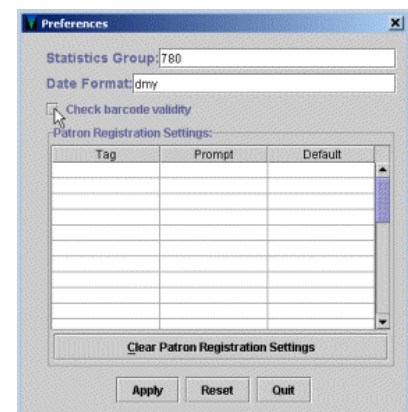 Preferences
Statistics Group: 780
Date Format: dmy
Check barcode validity
Patron Registration Settings:
Tag Prompt Default
Clear Patron Registration Settings
Apply Reset Quit